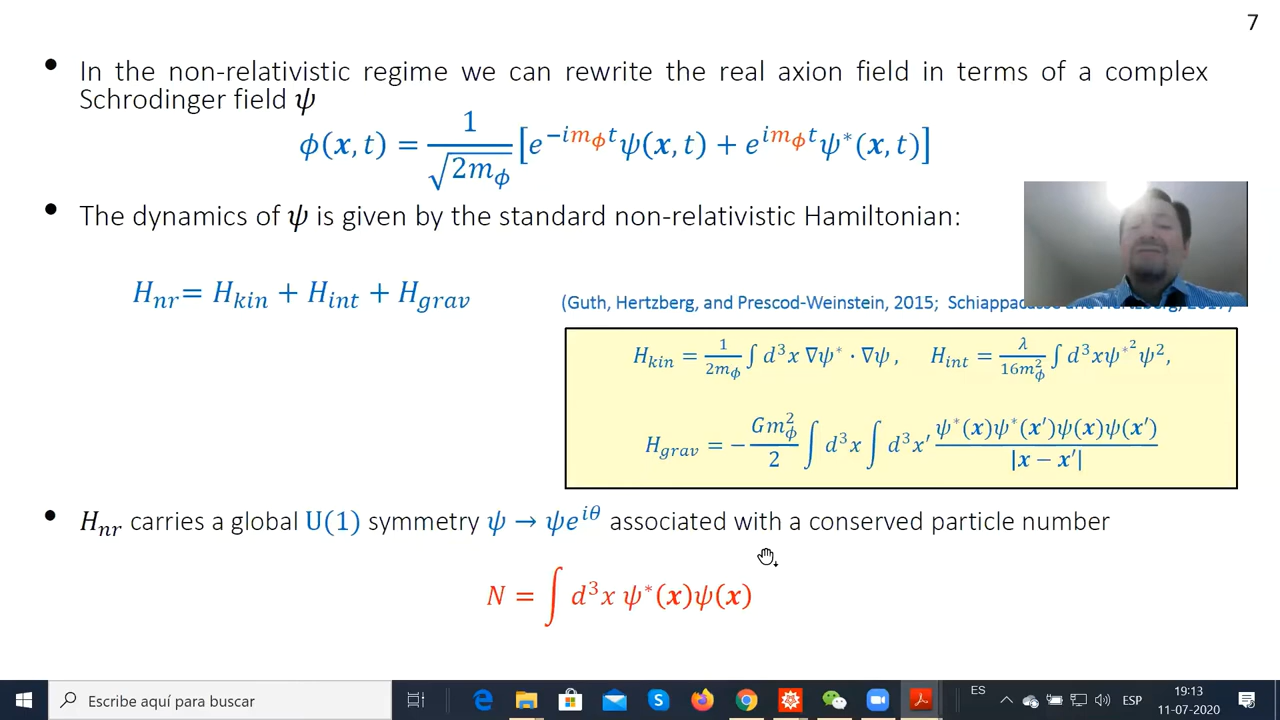 7
• In the non-relativistic regime we can rewrite the real axion field in terms of a complex
Schrodinger field ψ
ϕ(x, t) = 1/√(2m_ϕ) [e^{−im_ϕt}ψ(x, t) + e^{im_ϕt}ψ*(x, t)]
• The dynamics of ψ is given by the standard non-relativistic Hamiltonian:
H_nr = H_kin + H_int + H_grav
(Guth, Hertzberg, and Prescod-Weinstein, 2015;
H_kin = 1/(2m_ϕ) ∫ d³x ∇ψ* · ∇ψ, H_int = λ/(16m_ϕ²) ∫ d³xψ*²ψ²,
H_grav = − Gm_ϕ²/2 ∫ d³x ∫ d³x′ ψ*(x)ψ*(x′)ψ(x)ψ(x′)/|x − x′|
• H_nr carries a global U(1) symmetry ψ → ψe^{iθ} associated with a conserved particle number
N = ∫ d³x ψ*(x)ψ(x)
Escribe aquí para buscar
ES
ESP
19:13
11-07-2020